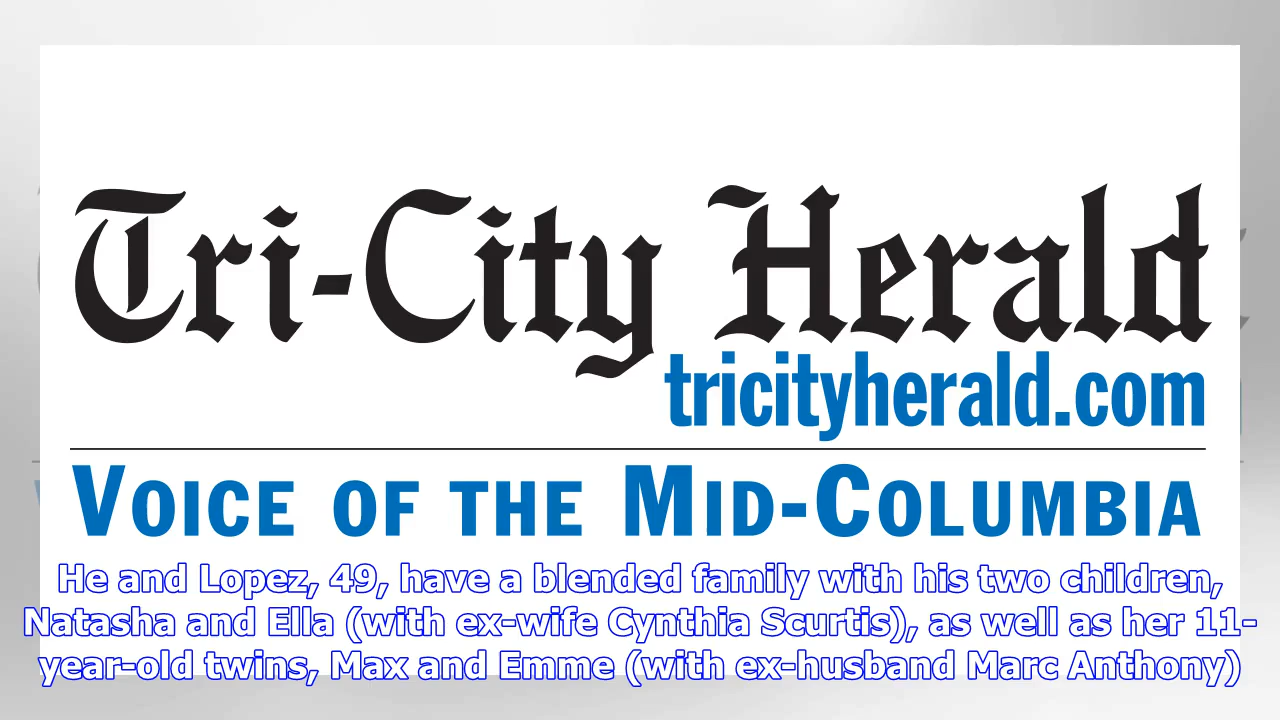 Tri-City Herald
tricityherald.com
VOICE OF THE MID-COLUMBIA
He and Lopez, 49, have a blended family with his two children,
Natasha and Ella (with ex-wife Cynthia Scurtis), as well as her 11-
year-old twins, Max and Emme (with ex-husband Marc Anthony)